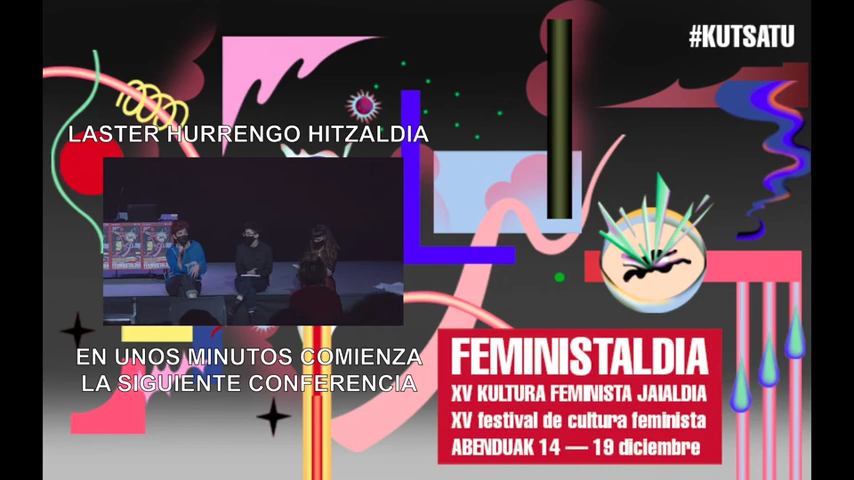 #KUTSATU
LASTER HURRENGO HITZALDIA
EN UNOS MINUTOS COMIENZA
LA SIGUIENTE CONFERENCIA
FEMINISTALDIA
XV KULTURA FEMINISTA JAIALDIA
XV festival de cultura feminista
ABENDUAK 14 — 19 diciembre